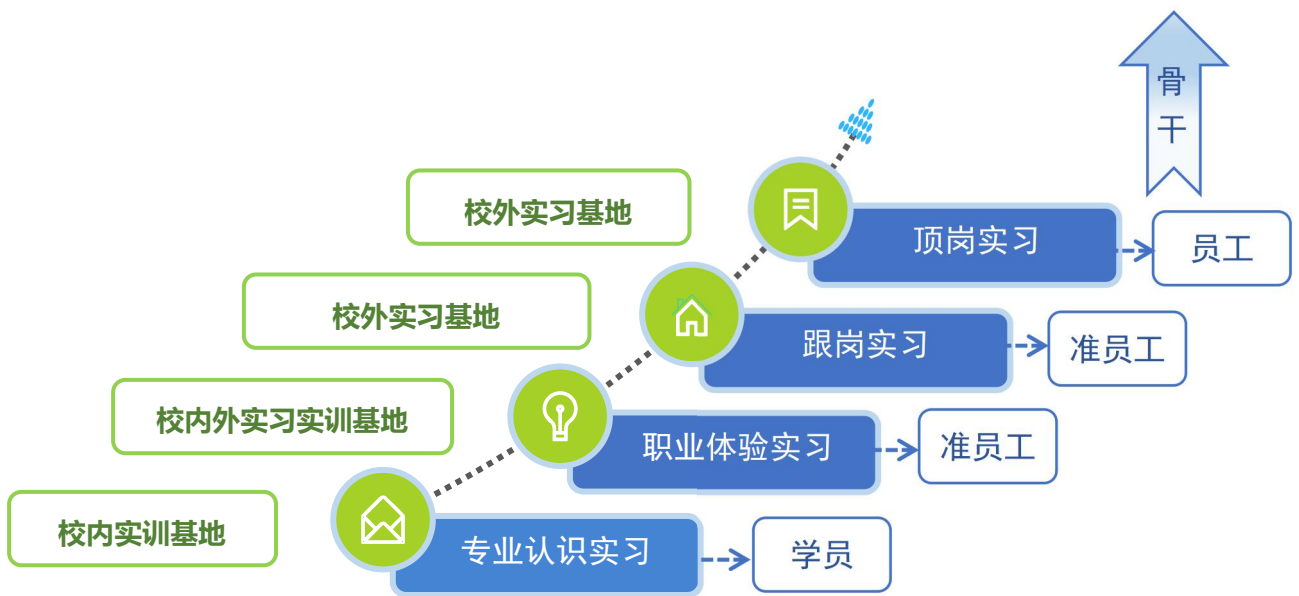 骨
干
校外实习基地
顶岗实习
员工
校外实习基地
跟岗实习
准员工
校内外实习实训基地
职业体验实习
准员工
校内实训基地
专业认识实习
学员